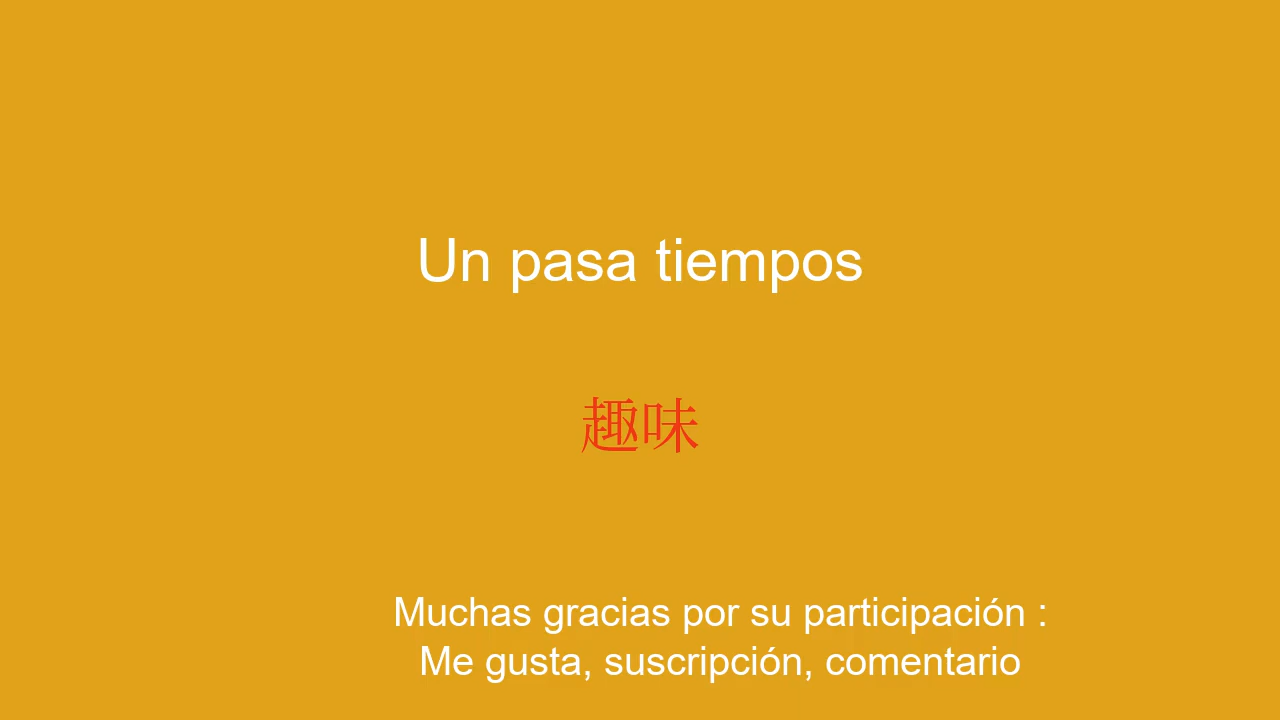 Un pasa tiempos
趣味
Muchas gracias por su participación :
Me gusta, suscripción, comentario